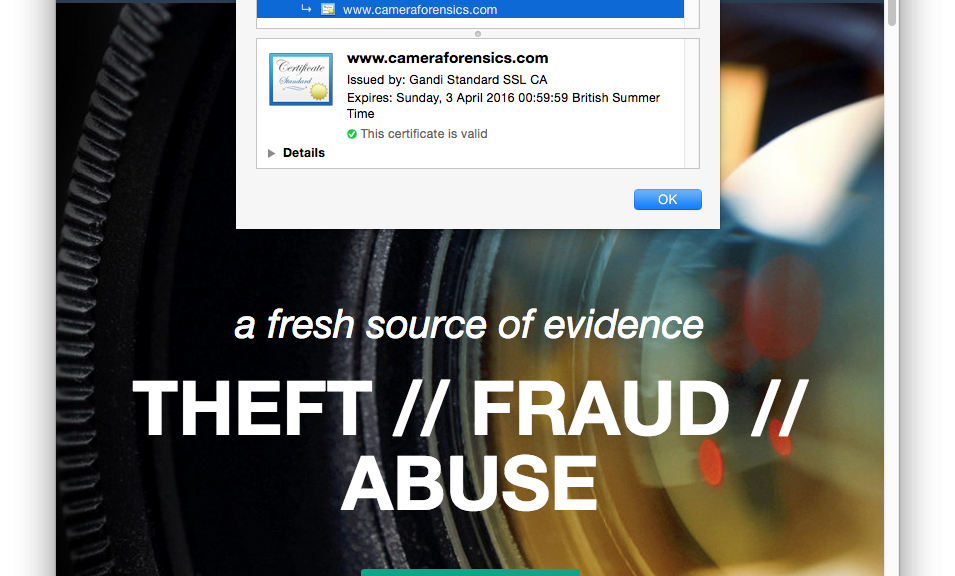 www.cameraforensics.com
Certificate
Standard
www.cameraforensics.com
Issued by: Gandi Standard SSL CA
Expires: Sunday, 3 April 2016 00:59:59 British Summer
Time
This certificate is valid
Details
OK
a fresh source of evidence
THEFT // FRAUD //
ABUSE